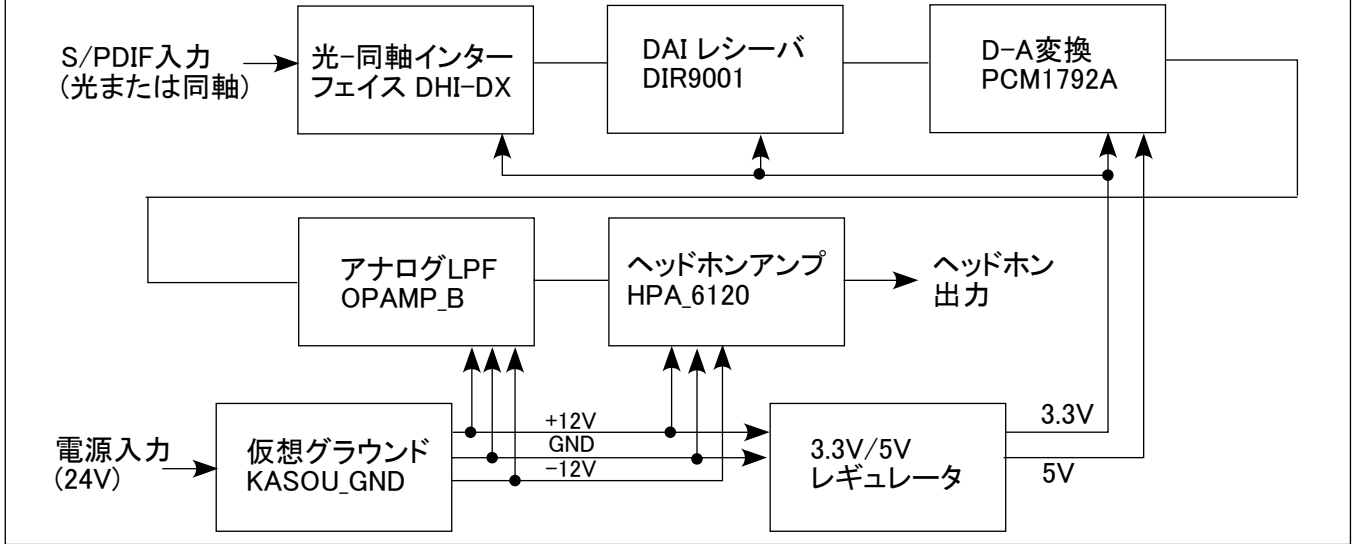 S/PDIF入力
(光または同軸)
光-同軸インター
フェイス DHI-DX
DAI レシーバ
DIR9001
D-A変換
PCM1792A
アナログLPF
OPAMP_B
ヘッドホンアンプ
HPA_6120
ヘッドホン
出力
電源入力
(24V)
仮想グラウンド
KASOU_GND
+12V
GND
-12V
3.3V/5V
レギュレータ
3.3V
5V